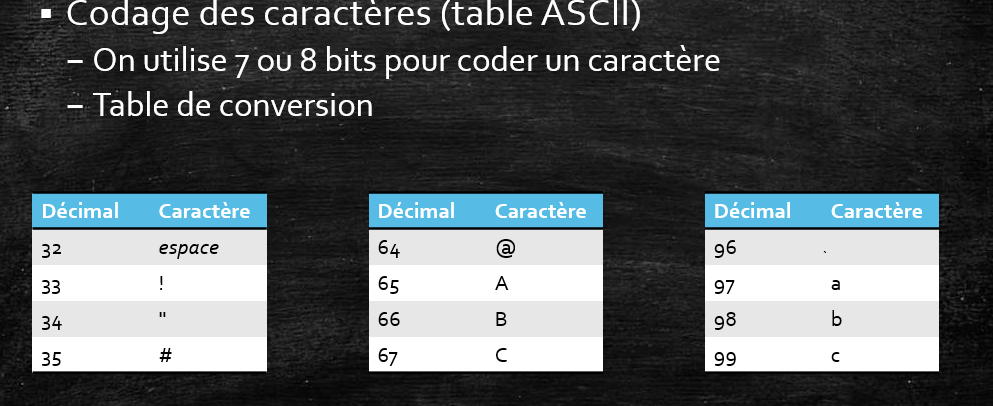 ▪ Codage des caractères (table ASCII)
– On utilise 7 ou 8 bits pour coder un caractère
– Table de conversion
Décimal Caractère
32 espace
33 !
34 "
35 #
Décimal Caractère
64 @
65 A
66 B
67 C
Décimal Caractère
96 `
97 a
98 b
99 c